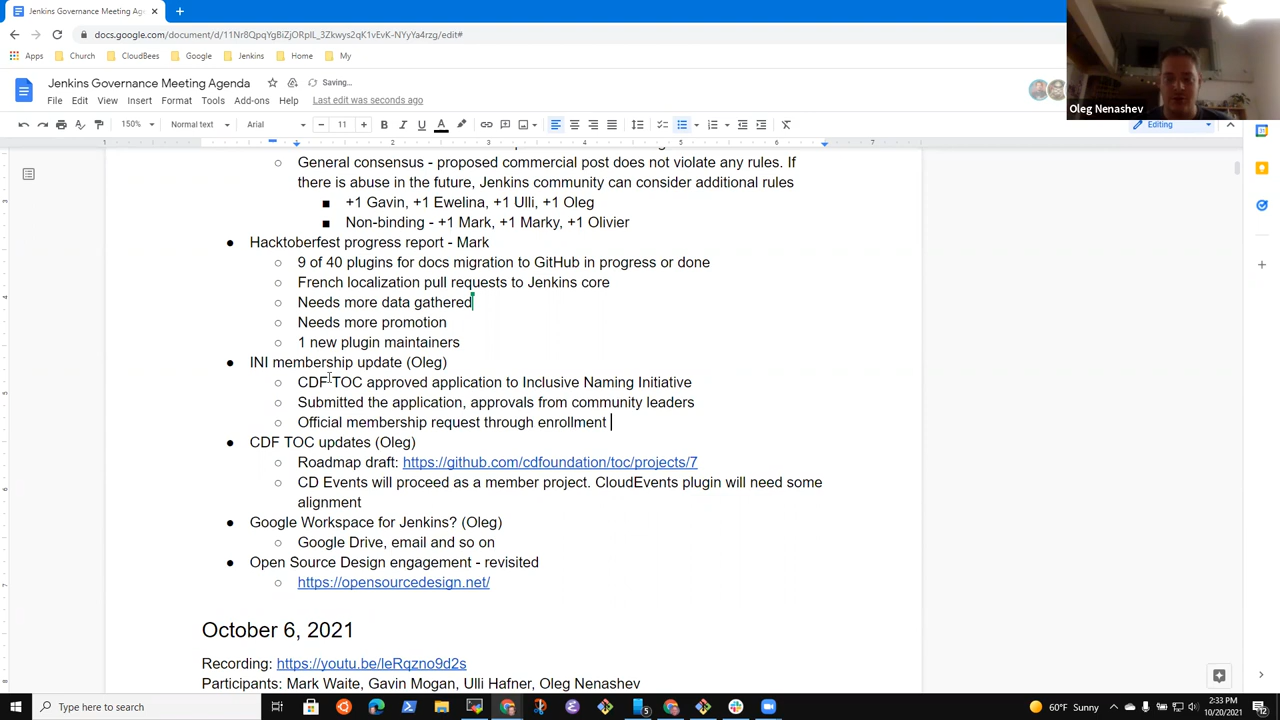 Jenkins Governance Meeting Agenda
docs.google.com/document/d/11Nr8QpqYgBiZjORpIL_3Zkwys2qK1vEvK-NYyYa4rzg/edit#
Apps Church CloudBees Google Jenkins Home My
Oleg Nenashev
Jenkins Governance Meeting Agenda Saving...
File Edit View Insert Format Tools Add-ons Help Last edit was seconds ago
150% Normal text Arial 11 Editing
1 1 2 3 4 5 6 7
General consensus - proposed commercial post does not violate any rules. If
there is abuse in the future, Jenkins community can consider additional rules
+1 Gavin, +1 Ewelina, +1 Ulli, +1 Oleg
Non-binding - +1 Mark, +1 Marky, +1 Olivier
Hacktoberfest progress report - Mark
9 of 40 plugins for docs migration to GitHub in progress or done
French localization pull requests to Jenkins core
Needs more data gathered
Needs more promotion
1 new plugin maintainers
INI membership update (Oleg)
CDF TOC approved application to Inclusive Naming Initiative
Submitted the application, approvals from community leaders
Official membership request through enrollment
CDF TOC updates (Oleg)
Roadmap draft: https://github.com/cdfoundation/toc/projects/7
CD Events will proceed as a member project. CloudEvents plugin will need some
alignment
Google Workspace for Jenkins? (Oleg)
Google Drive, email and so on
Open Source Design engagement - revisited
https://opensourcedesign.net/
October 6, 2021
Recording: https://youtu.be/leRqzno9d2s
Participants: Mark Waite, Gavin Mogan, Ulli Hafner, Oleg Nenashev
Type here to search
5
60°F Sunny
2:33 PM
10/20/2021
12